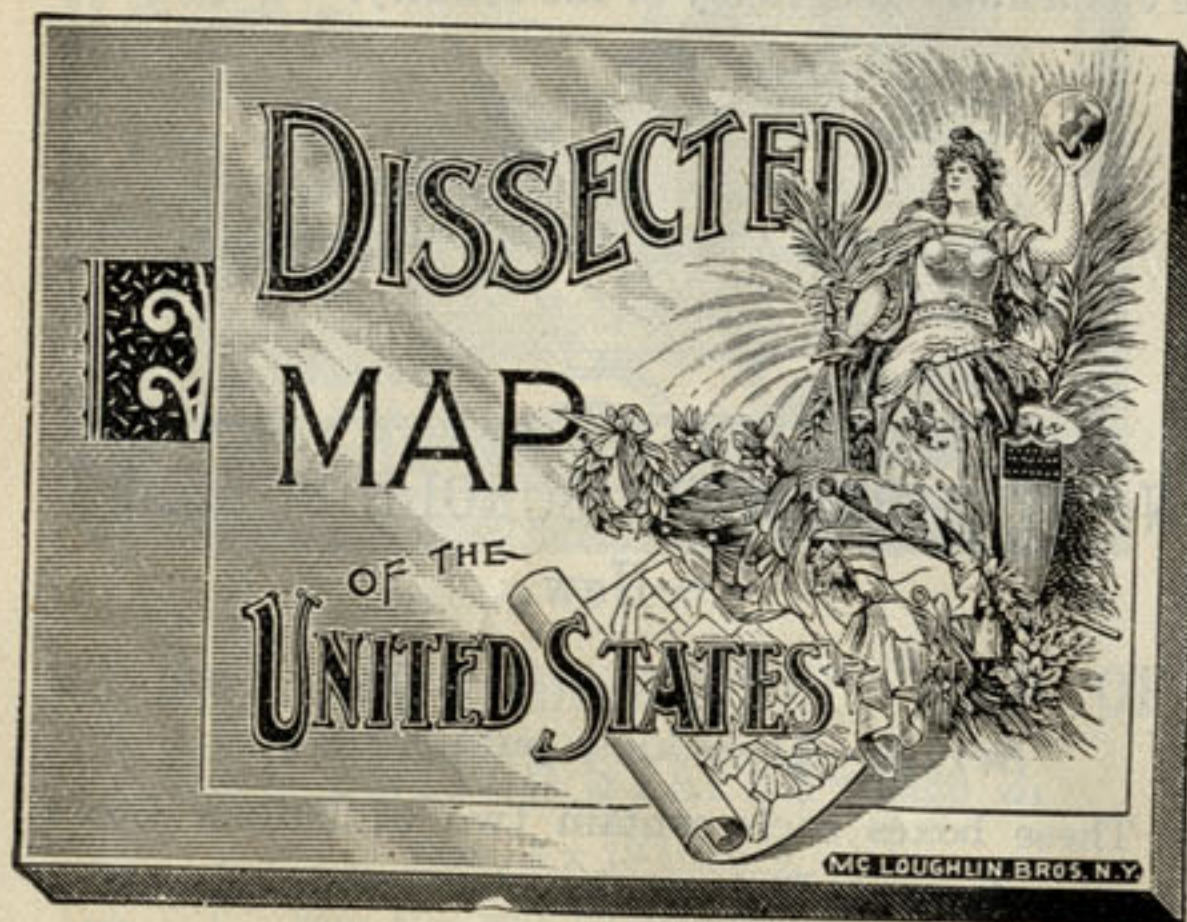 DISSECTED
MAP
OF THE
UNITED STATES
MC LOUGHLIN. BROS. N.Y.